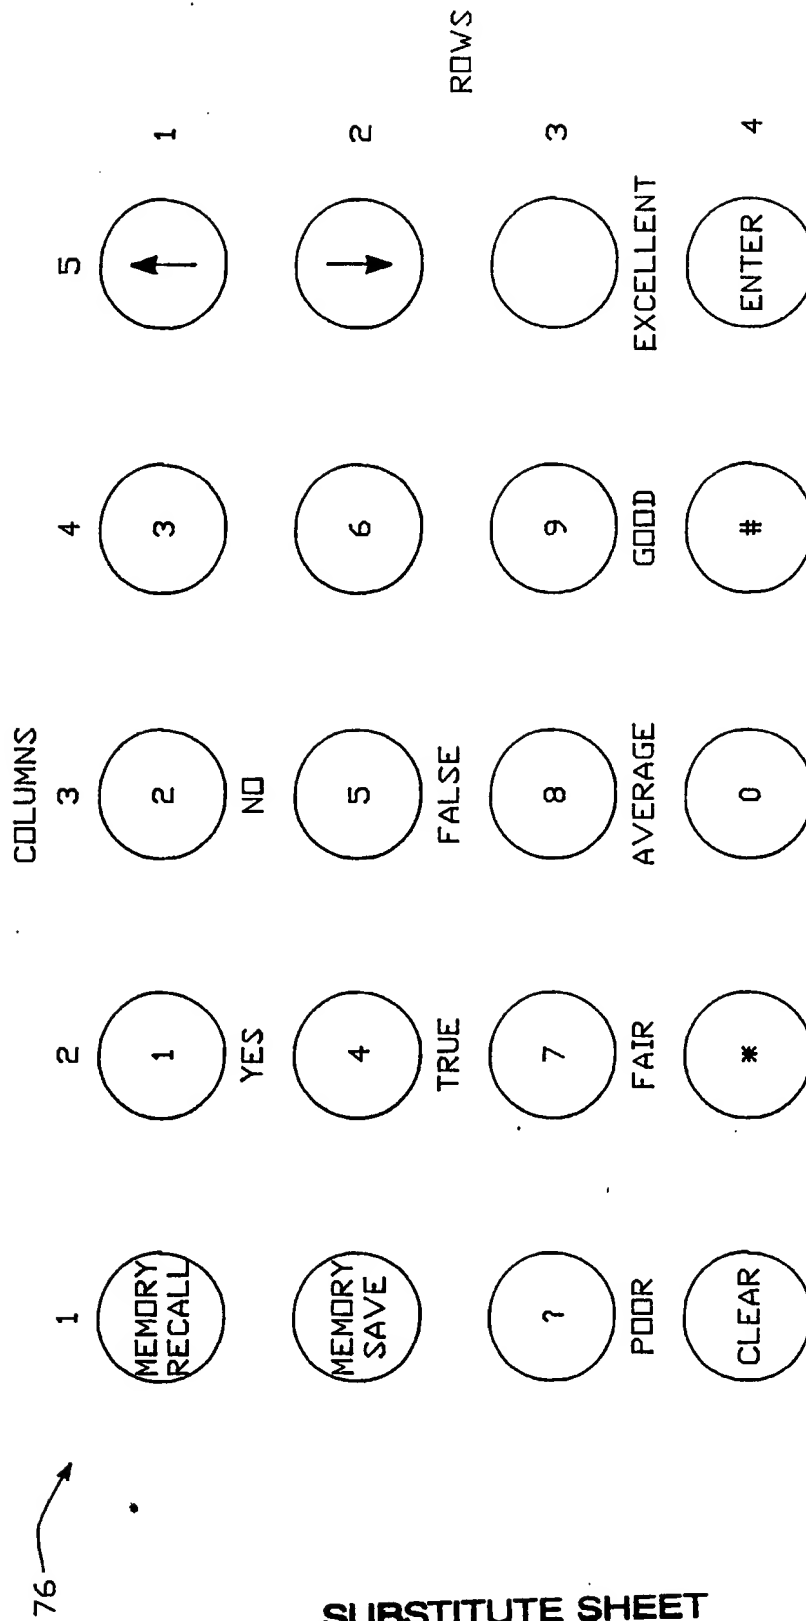 COLUMNS
76
1 2 3 4 5
MEMORY
RECALL 1 2 3 → 1
YES NO
MEMORY
SAVE 4 5 6 ← 2
TRUE FALSE
ROWS
? 7 8 9 3
POOR FAIR AVERAGE GOOD EXCELLENT
CLEAR * 0 # ENTER 4
SUBSTITUTE SHEET